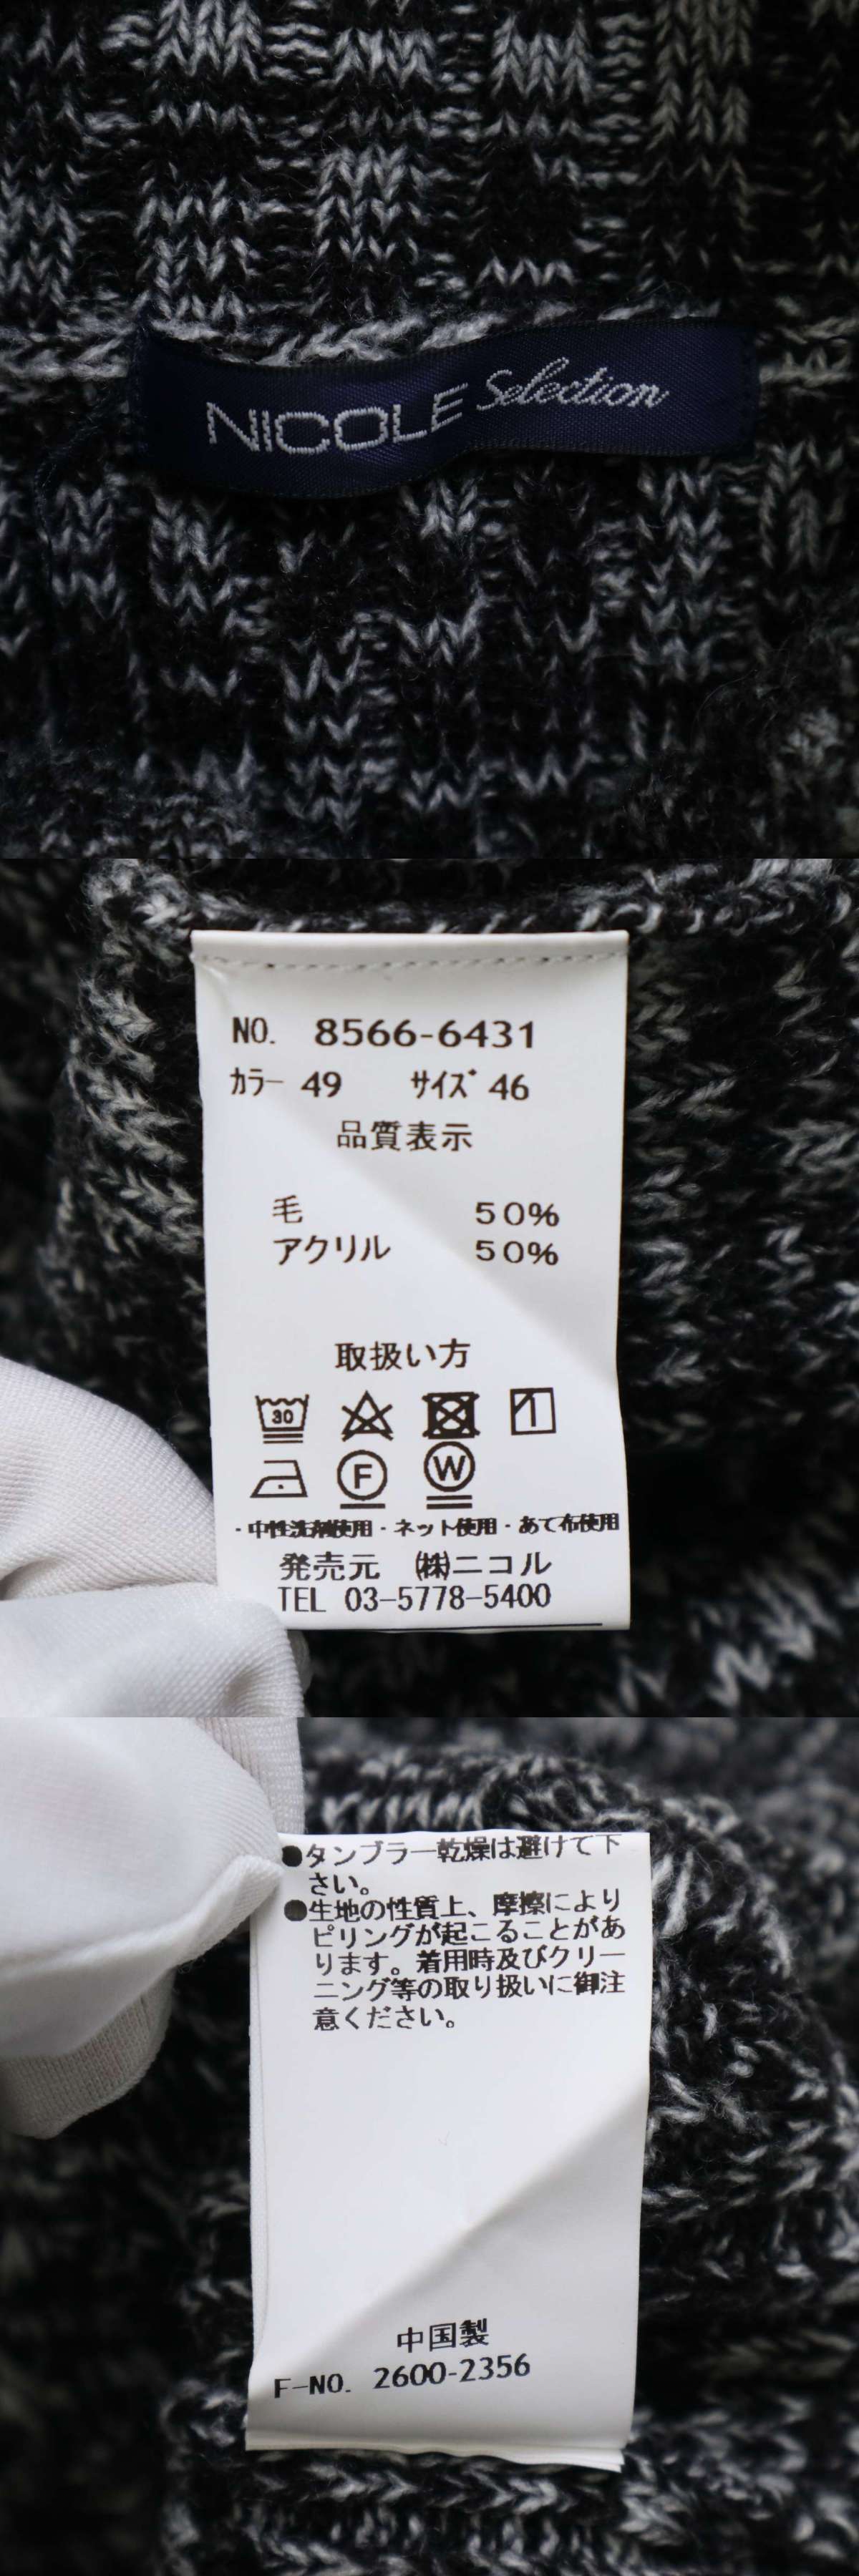 NICOLE Selection
NO. 8566-6431
カラー 49 サイズ 46
品質表示
毛 50%
アクリル 50%
取扱い方
30
F W
・中性洗剤使用・ネット使用・あて布使用
発売元 ㈱ニコル
TEL 03-5778-5400
●タンブラー乾燥は避けて下
さい。
●生地の性質上、摩擦により
ピリングが起こることがあ
ります。着用時及びクリー
ニング等の取り扱いに御注
意ください。
中国製
F-NO. 2600-2356